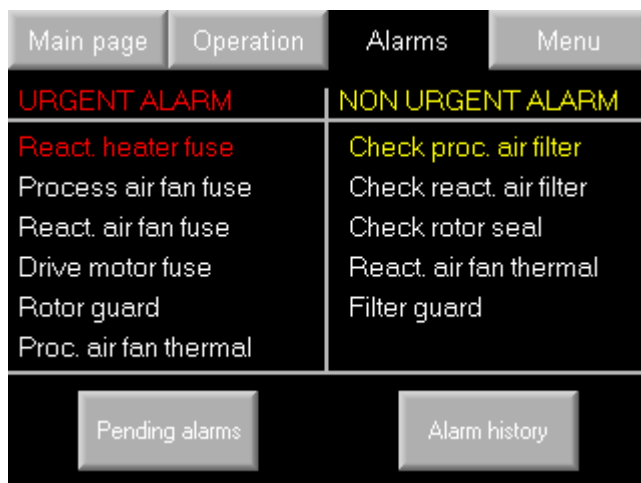 Main page Operation Alarms Menu
URGENT ALARM NON URGENT ALARM
React. heater fuse Check proc. air filter
Process air fan fuse Check react. air filter
React. air fan fuse Check rotor seal
Drive motor fuse React. air fan thermal
Rotor guard Filter guard
Proc. air fan thermal
Pending alarms Alarm history